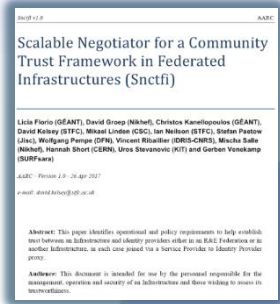 Snctfi v1.0 AARC
Scalable Negotiator for a Community
Trust Framework in Federated
Infrastructures (Snctfi)
Licia Florio (GÉANT), David Groep (Nikhef), Christos Kanellopoulos (GÉANT),
David Kelsey (STFC), Mikael Linden (CSC), Ian Neilson (STFC), Stefan Paetow
(Jisc), Wolfgang Pempe (DFN), Vincent Ribaillier (IDRIS-CNRS), Mischa Salle
(Nikhef), Hannah Short (CERN), Uros Stevanovic (KIT) and Gerben Venekamp
(SURFsara)
AARC – Version 1.0 – 26 Apr 2017
e-mail: david.kelsey@stfc.ac.uk
Abstract: This paper identifies operational and policy requirements to help establish
trust between an Infrastructure and identity providers either in an R&E Federation or in
another Infrastructure, in each case joined via a Service Provider to Identity Provider
proxy.
Audience: This document is intended for use by the personnel responsible for the
management, operation and security of an Infrastructure and those wishing to assess its
trustworthiness.